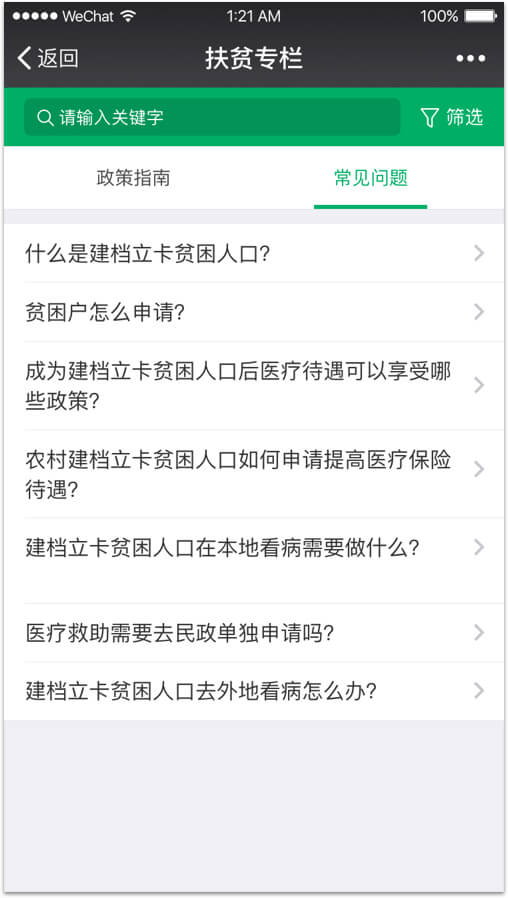 WeChat 1:21 AM 100%
返回 扶贫专栏
请输入关键字 筛选
政策指南 常见问题
什么是建档立卡贫困人口?
贫困户怎么申请?
成为建档立卡贫困人口后医疗待遇可以享受哪
些政策?
农村建档立卡贫困人口如何申请提高医疗保险
待遇?
建档立卡贫困人口在本地看病需要做什么?
医疗救助需要去民政单独申请吗?
建档立卡贫困人口去外地看病怎么办?